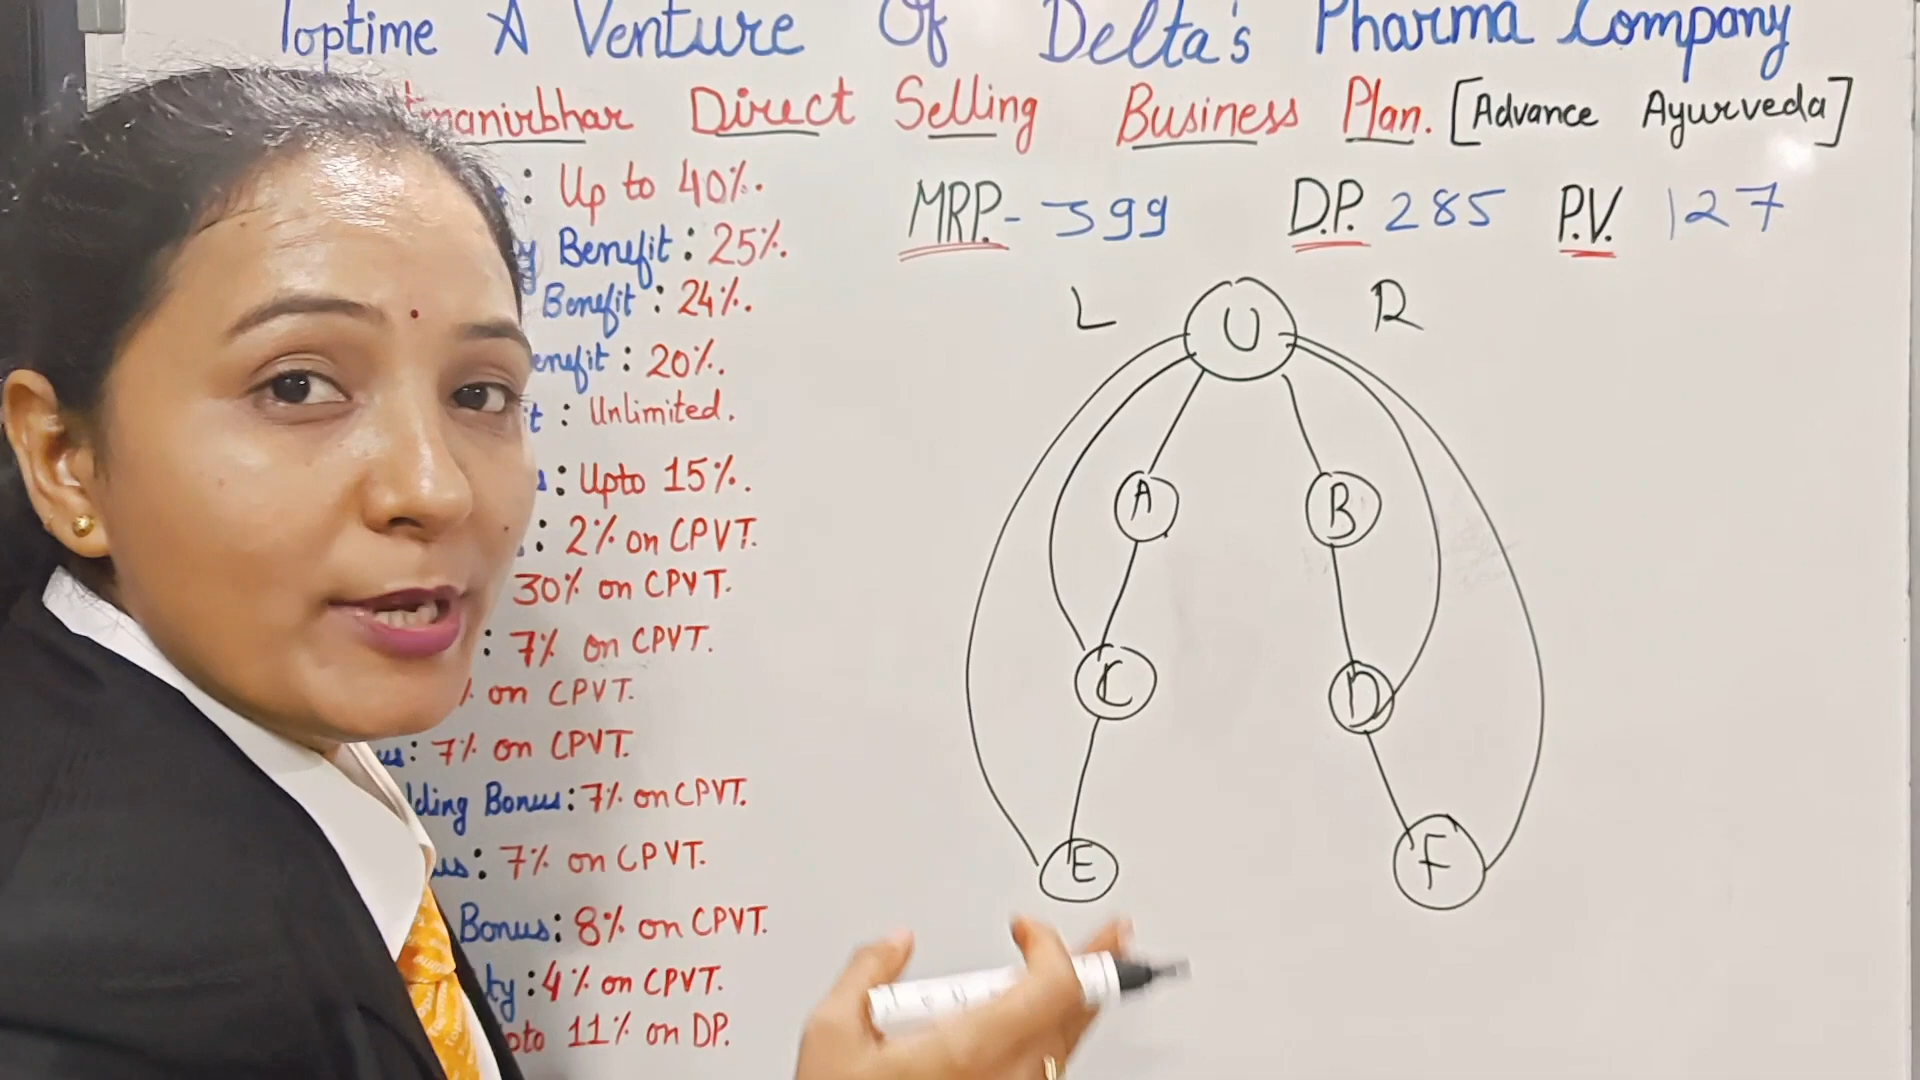 Toptime A Venture Of Delta's Pharma Company
manirbhar Direct Selling Business Plan. [Advance Ayurveda]
: Up to 40%.
Benefit : 25%.
Benefit : 24%.
enefit : 20%.
: Unlimited.
: Upto 15%.
: 2% on CPVT.
30% on CPVT.
: 7% on CPVT.
% on CPVT.
us: 7% on CPVT.
lding Bonus: 7% on CPVT.
us: 7% on CPVT.
Bonus: 8% on CPVT.
ty: 4% on CPVT.
pto 11% on DP.
MRP.- 399 D.P. 285 P.V. 127
L U R
A B
C D
E F